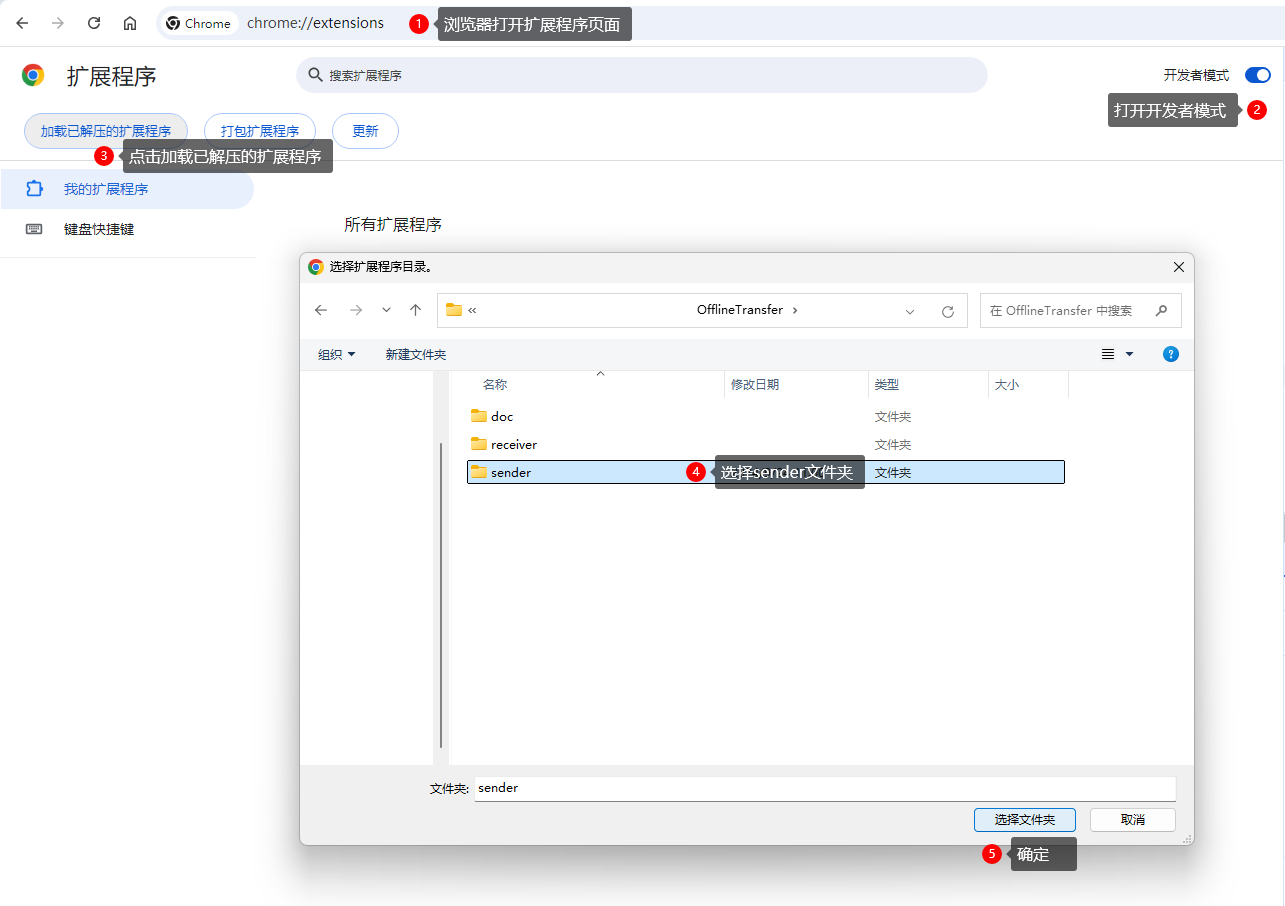 Chrome chrome://extensions 1 浏览器打开扩展程序页面
扩展程序 搜索扩展程序 开发者模式
打开开发者模式 2
加载已解压的扩展程序 打包扩展程序 更新
3 点击加载已解压的扩展程序
我的扩展程序
键盘快捷键
所有扩展程序
选择扩展程序目录。
« OfflineTransfer › 在 OfflineTransfer 中搜索
组织 新建文件夹 ?
名称 修改日期 类型 大小
doc 文件夹
receiver 文件夹
sender 4 选择sender文件夹 文件夹
文件夹: sender
选择文件夹 取消
5 确定